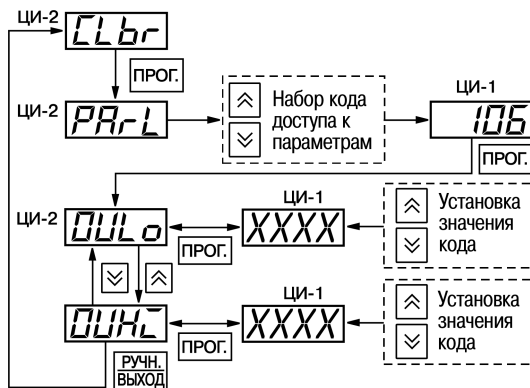 ЦИ-2
CLbr
ПРОГ.
ЦИ-2
PArL
Набор кода
доступа к
параметрам
ЦИ-1
106
ПРОГ.
ЦИ-2
OULo
ПРОГ.
ЦИ-1
XXXX
Установка
значения
кода
OUHi
ПРОГ.
ЦИ-1
XXXX
Установка
значения
кода
РУЧН.
ВЫХОД